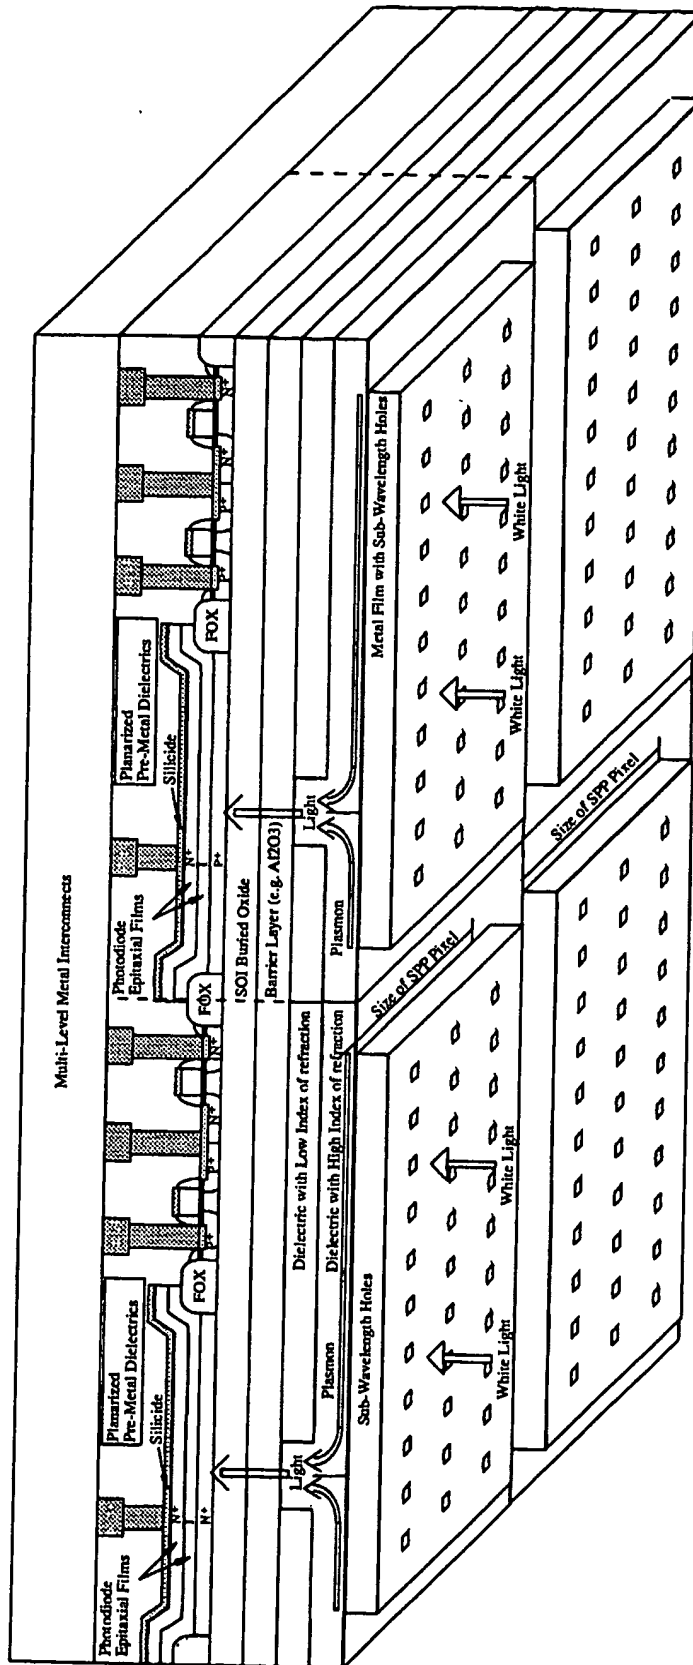 Multi-Level Metal Interconnects
Photodiode
Epitaxial Films
Planarized
Pre-Metal Dielectrics
Silicide
N+
I
N+
FOX
P+
P+
N+
N+
FOX
Photodiode
Epitaxial Films
Planarized
Pre-Metal Dielectrics
Silicide
N+
I
P+
FOX
P+
P+
N+
N+
SOI Buried Oxide
Barrier Layer (e.g. Al2O3)
Dielectric with Low Index of refraction
Dielectric with High Index of refraction
Light
Plasmon
Light
Plasmon
Sub-Wavelength Holes
Metal Film with Sub-Wavelength Holes
White Light
White Light
White Light
White Light
Size of SPP Pixel
Size of SPP Pixel